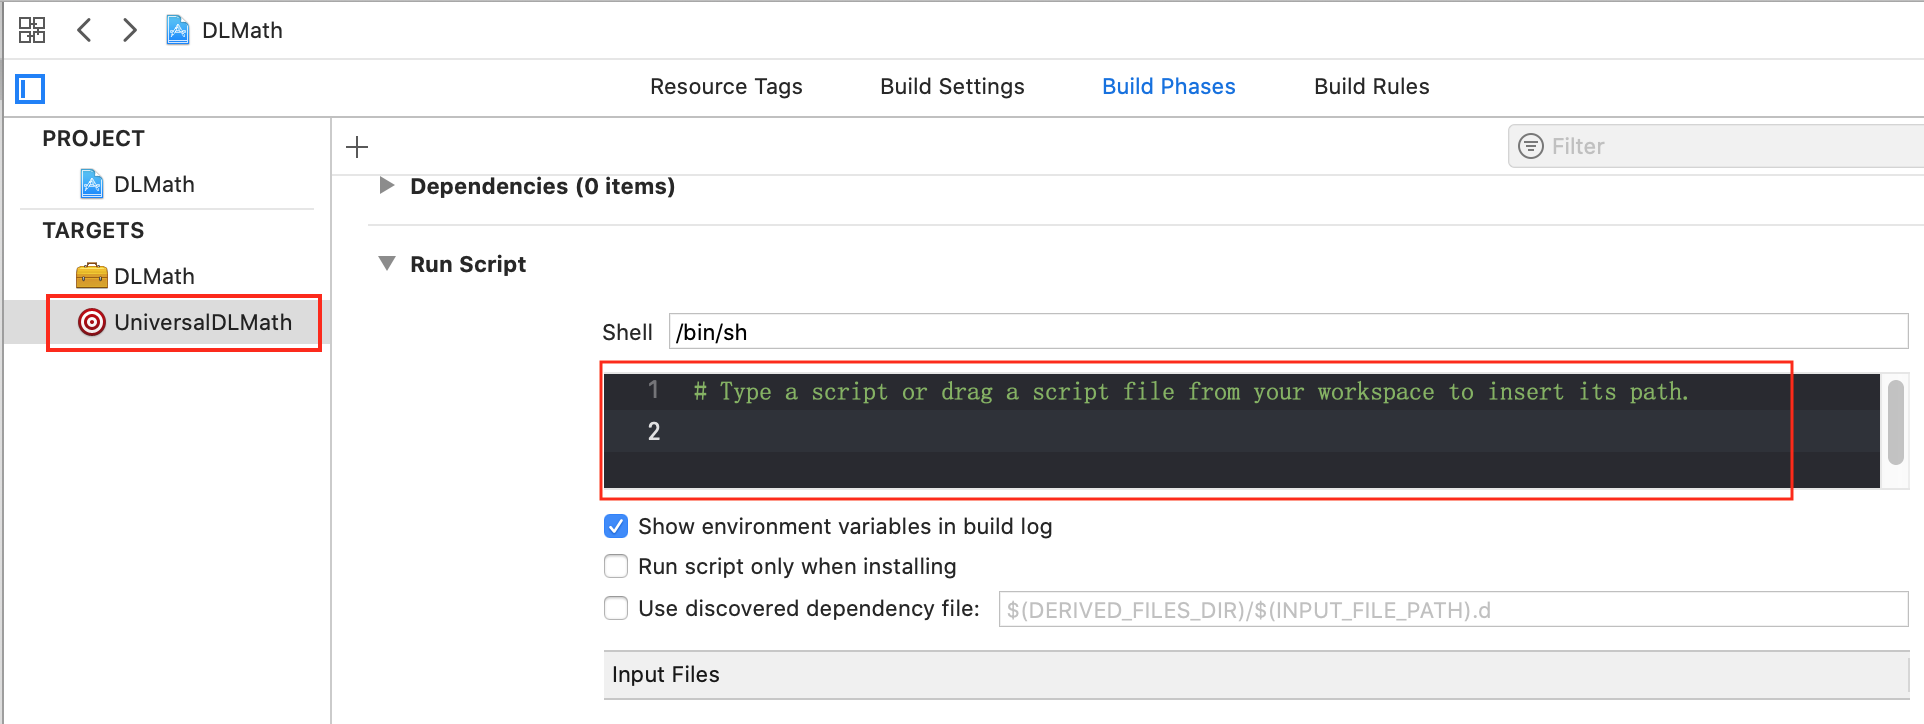 DLMath
Resource Tags Build Settings Build Phases Build Rules
PROJECT
DLMath
TARGETS
DLMath
UniversalDLMath
Filter
Dependencies (0 items)
Run Script
Shell /bin/sh
1 # Type a script or drag a script file from your workspace to insert its path.
2
Show environment variables in build log
Run script only when installing
Use discovered dependency file: $(DERIVED_FILES_DIR)/$(INPUT_FILE_PATH).d
Input Files